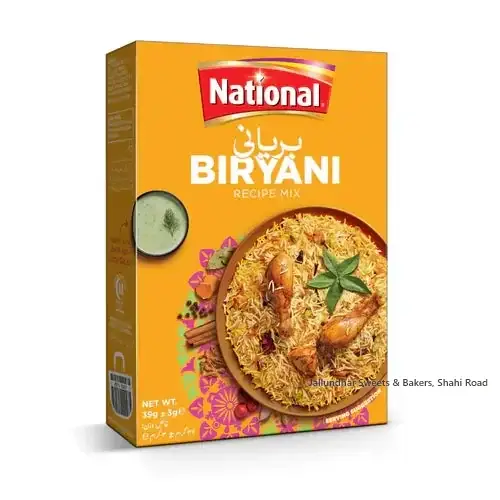 National
بریانی
BIRYANI
RECIPE MIX
Jallundhar Sweets & Bakers, Shahi Road
NET WT.
39g ± 3g e
SERVING SUGGESTION